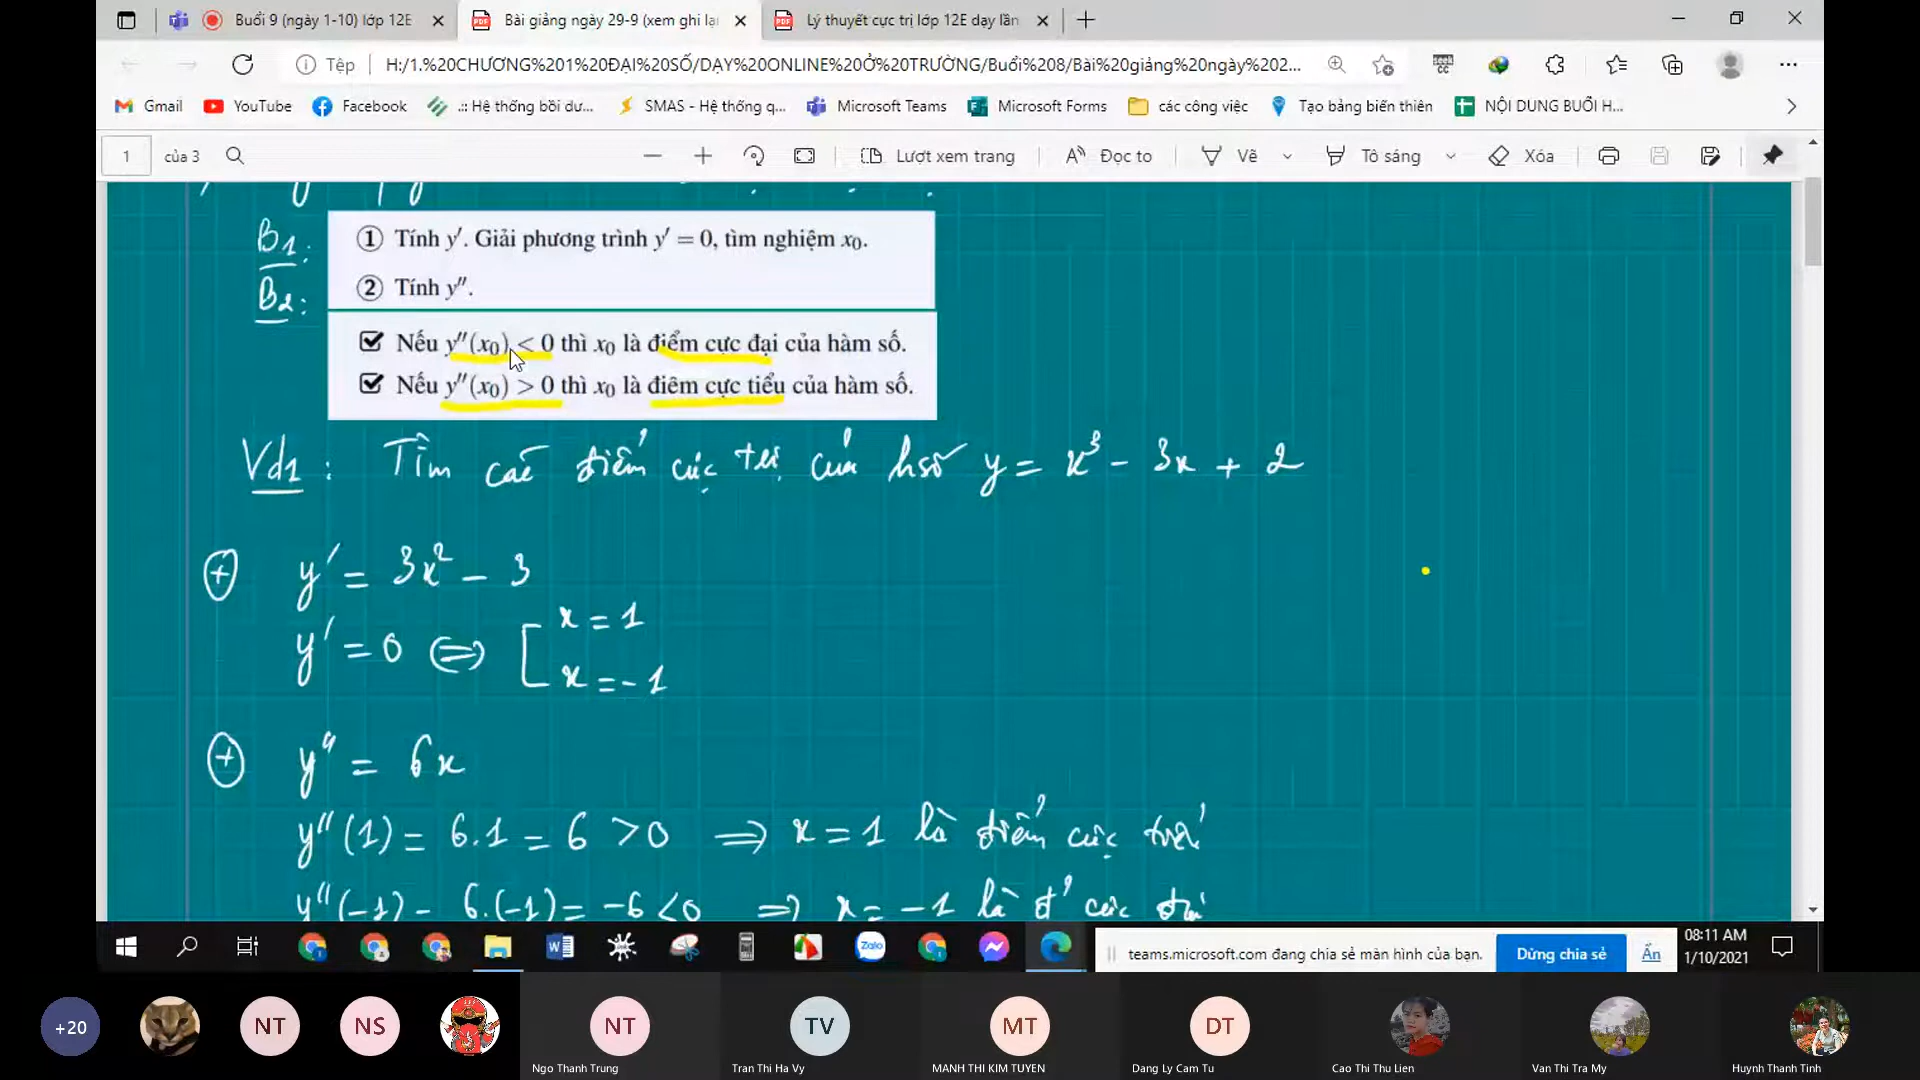 Buổi 9 (ngày 1-10) lớp 12E
Bài giảng ngày 29-9 (xem ghi lại
Lý thuyết cực trị lớp 12E dạy lần
Tệp
H:/1.%20CHƯƠNG%201%20ĐẠI%20SỐ/DẠY%20ONLINE%20Ở%20TRƯỜNG/Buổi%208/Bài%20giảng%20ngày%202...
Gmail YouTube Facebook .:: Hệ thống bồi dư... SMAS - Hệ thống q... Microsoft Teams Microsoft Forms các công việc Tạo bảng biến thiên NỘI DUNG BUỔI H...
1 của 3 Lượt xem trang Đọc to Vẽ Tô sáng Xóa
B1:
① Tính y′. Giải phương trình y′ = 0, tìm nghiệm x₀.
B2:
② Tính y″.
Nếu y″(x₀) < 0 thì x₀ là điểm cực đại của hàm số.
Nếu y″(x₀) > 0 thì x₀ là điểm cực tiểu của hàm số.
Vd1 : Tìm các điểm cực trị của hsố y = x³ - 3x + 2
⊕ y′ = 3x² - 3
y′ = 0 ⇔ [ x = 1
x = -1
⊕ y″ = 6x
y″(1) = 6.1 = 6 > 0 ⟹ x = 1 là điểm cực tiểu
y″(-1) = 6.(-1) = -6 < 0 ⟹ x = -1 là đ′ cực đại
teams.microsoft.com đang chia sẻ màn hình của bạn. Dừng chia sẻ Ẩn
08:11 AM
1/10/2021
Zalo
+20 NT NS NT TV MT DT
Ngo Thanh Trung Tran Thi Ha Vy MANH THI KIM TUYEN Dang Ly Cam Tu Cao Thi Thu Lien Van Thi Tra My Huynh Thanh Tinh